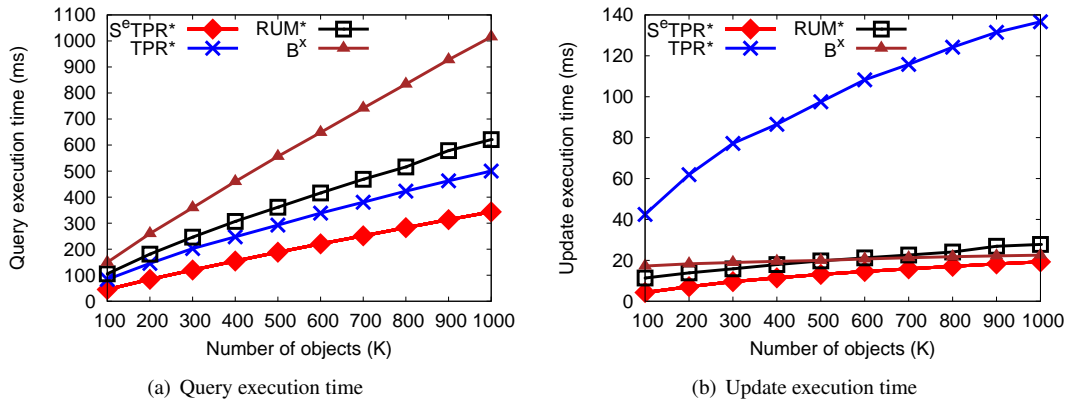 1100
1000
900
800
700
600
500
400
300
200
100
0
Query execution time (ms)
SᵉTPR*
TPR*
RUM*
Bˣ
100 200 300 400 500 600 700 800 900 1000
Number of objects (K)
(a) Query execution time
140
120
100
80
60
40
20
0
Update execution time (ms)
SᵉTPR*
TPR*
RUM*
Bˣ
100 200 300 400 500 600 700 800 900 1000
Number of objects (K)
(b) Update execution time